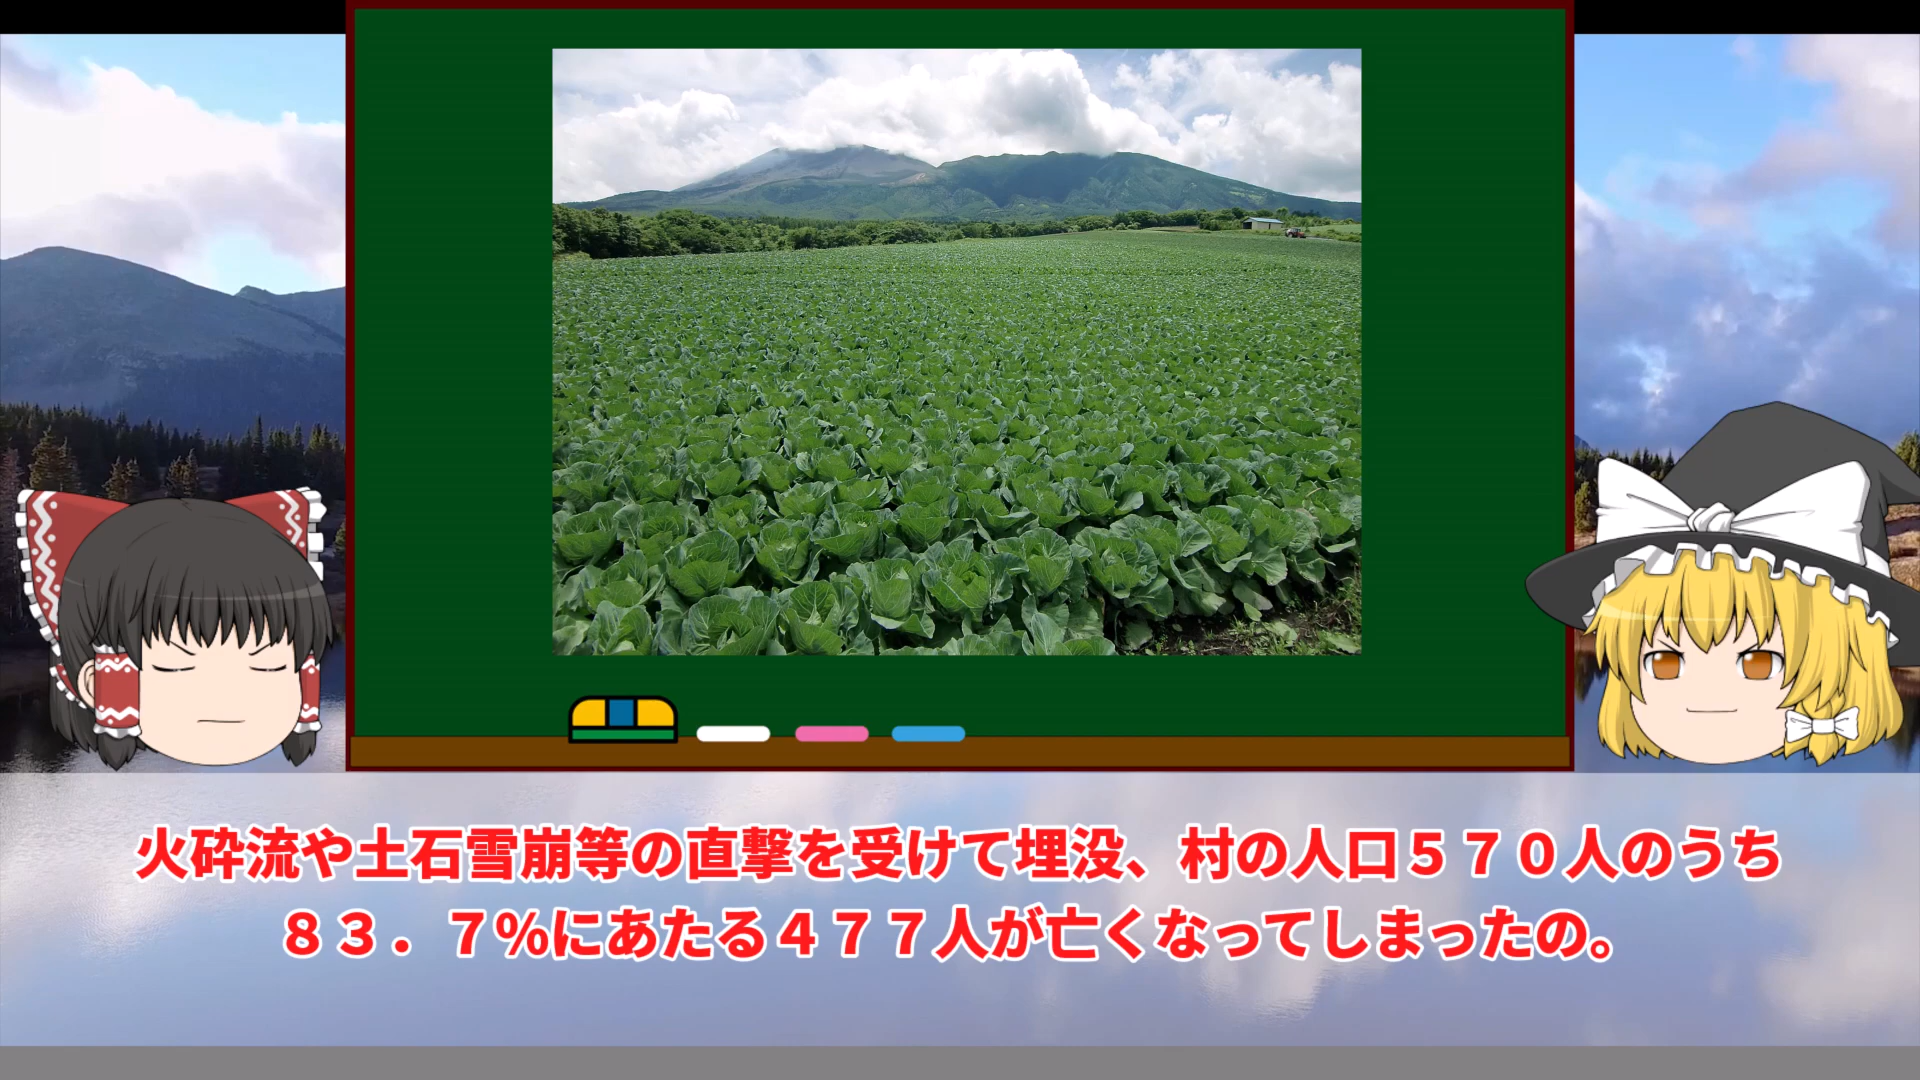 火砕流や土石雪崩等の直撃を受けて埋没、村の人口５７０人のうち
８３．７％にあたる４７７人が亡くなってしまったの。